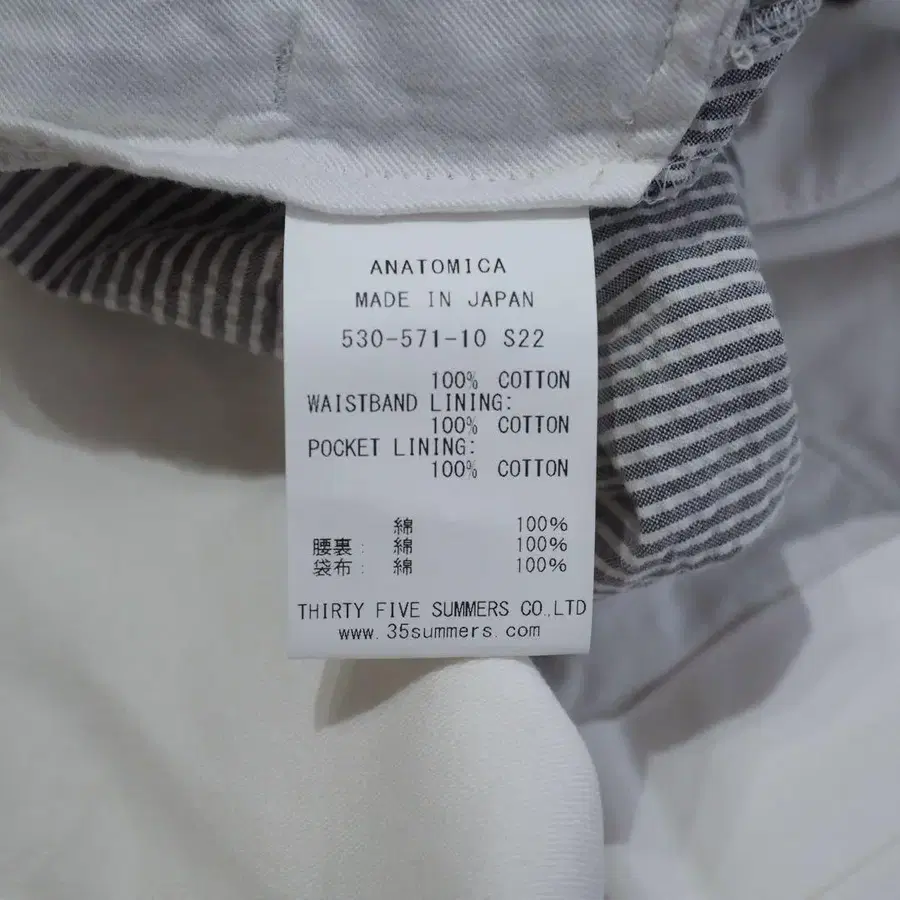 ANATOMICA
MADE IN JAPAN
530-571-10 S22
100% COTTON
WAISTBAND LINING:
100% COTTON
POCKET LINING:
100% COTTON
綿 100%
腰裏: 綿 100%
袋布: 綿 100%
THIRTY FIVE SUMMERS CO.,LTD
www.35summers.com